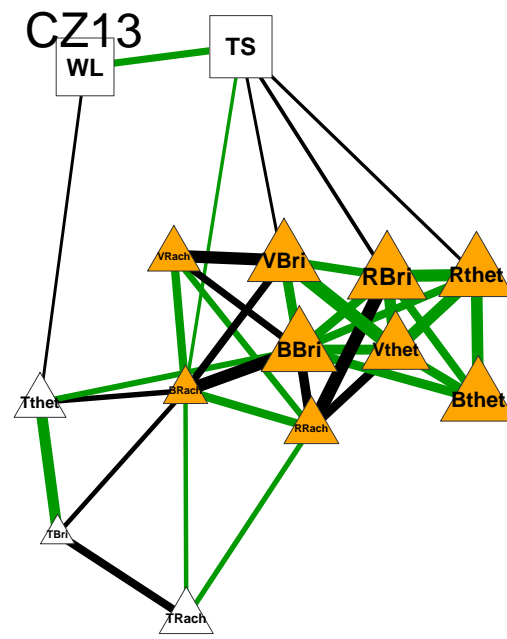 CZ13
WL
TS
VRach
VBri
RBri
Rthet
BBri
Vthet
Tthet
BRach
Bthet
RRach
TBri
TRach